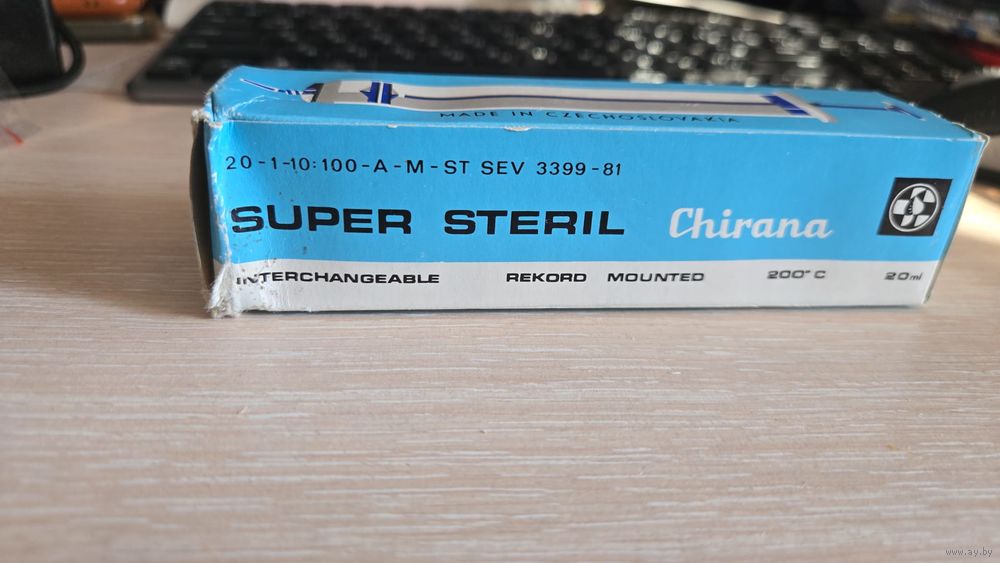 MADE IN CZECHOSLOVAKIA
20-1-10:100-A-M-ST SEV 3399-81
SUPER STERIL Chirana
INTERCHANGEABLE REKORD MOUNTED 200°C 20ml
www.ay.by